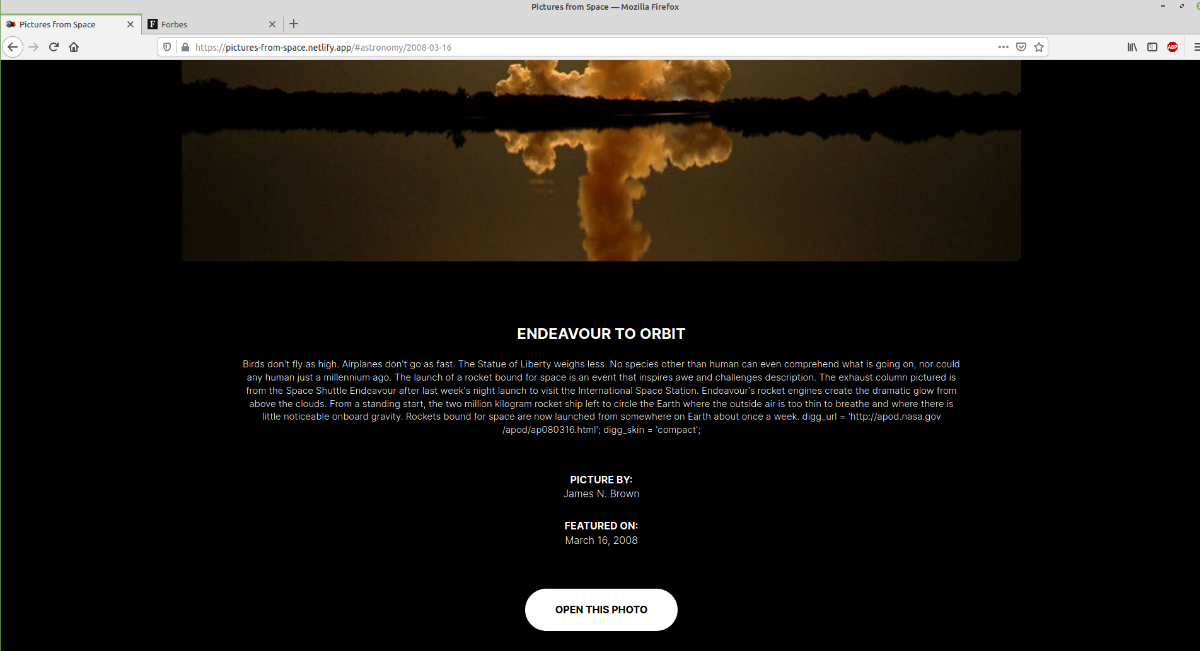 Pictures from Space — Mozilla Firefox
Pictures from Space
F Forbes
https://pictures-from-space.netlify.app/#astronomy/2008-03-16
ABP
ENDEAVOUR TO ORBIT
Birds don't fly as high. Airplanes don't go as fast. The Statue of Liberty weighs less. No species other than human can even comprehend what is going on, nor could
any human just a millennium ago. The launch of a rocket bound for space is an event that inspires awe and challenges description. The exhaust column pictured is
from the Space Shuttle Endeavour after last week's night launch to visit the International Space Station. Endeavour's rocket engines create the dramatic glow from
above the clouds. From a standing start, the two million kilogram rocket ship left to circle the Earth where the outside air is too thin to breathe and where there is
little noticeable onboard gravity. Rockets bound for space are now launched from somewhere on Earth about once a week. digg_url = 'http://apod.nasa.gov
/apod/ap080316.html'; digg_skin = 'compact';
PICTURE BY:
James N. Brown
FEATURED ON:
March 16, 2008
OPEN THIS PHOTO